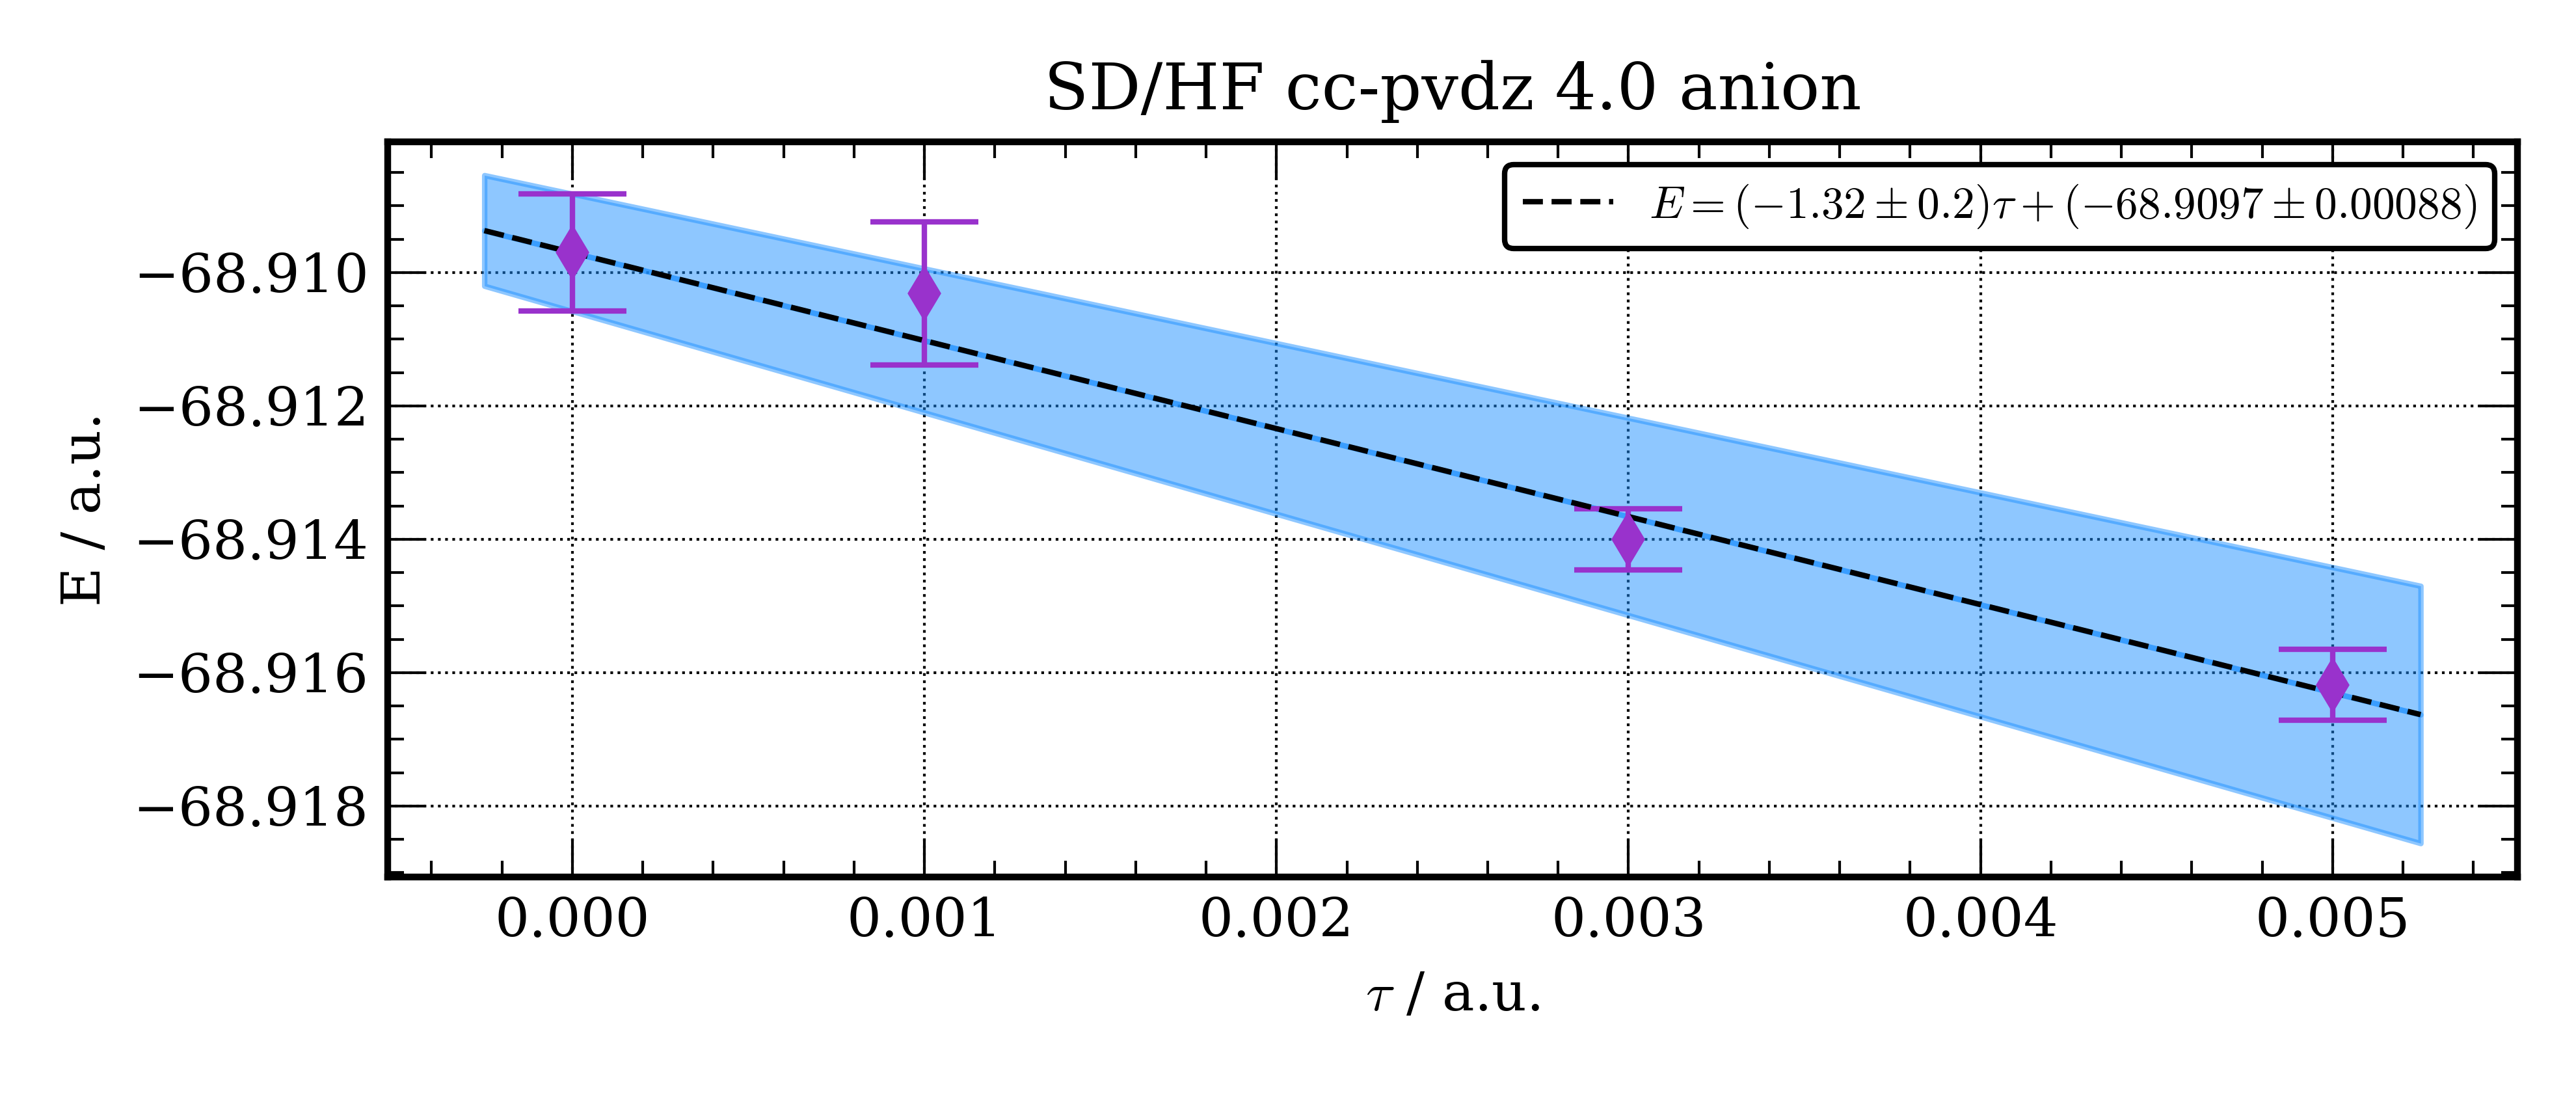 SD/HF cc-pvdz 4.0 anion
E = (−1.32 ± 0.2)τ + (−68.9097 ± 0.00088)
E / a.u.
−68.910
−68.912
−68.914
−68.916
−68.918
0.000 0.001 0.002 0.003 0.004 0.005
τ / a.u.